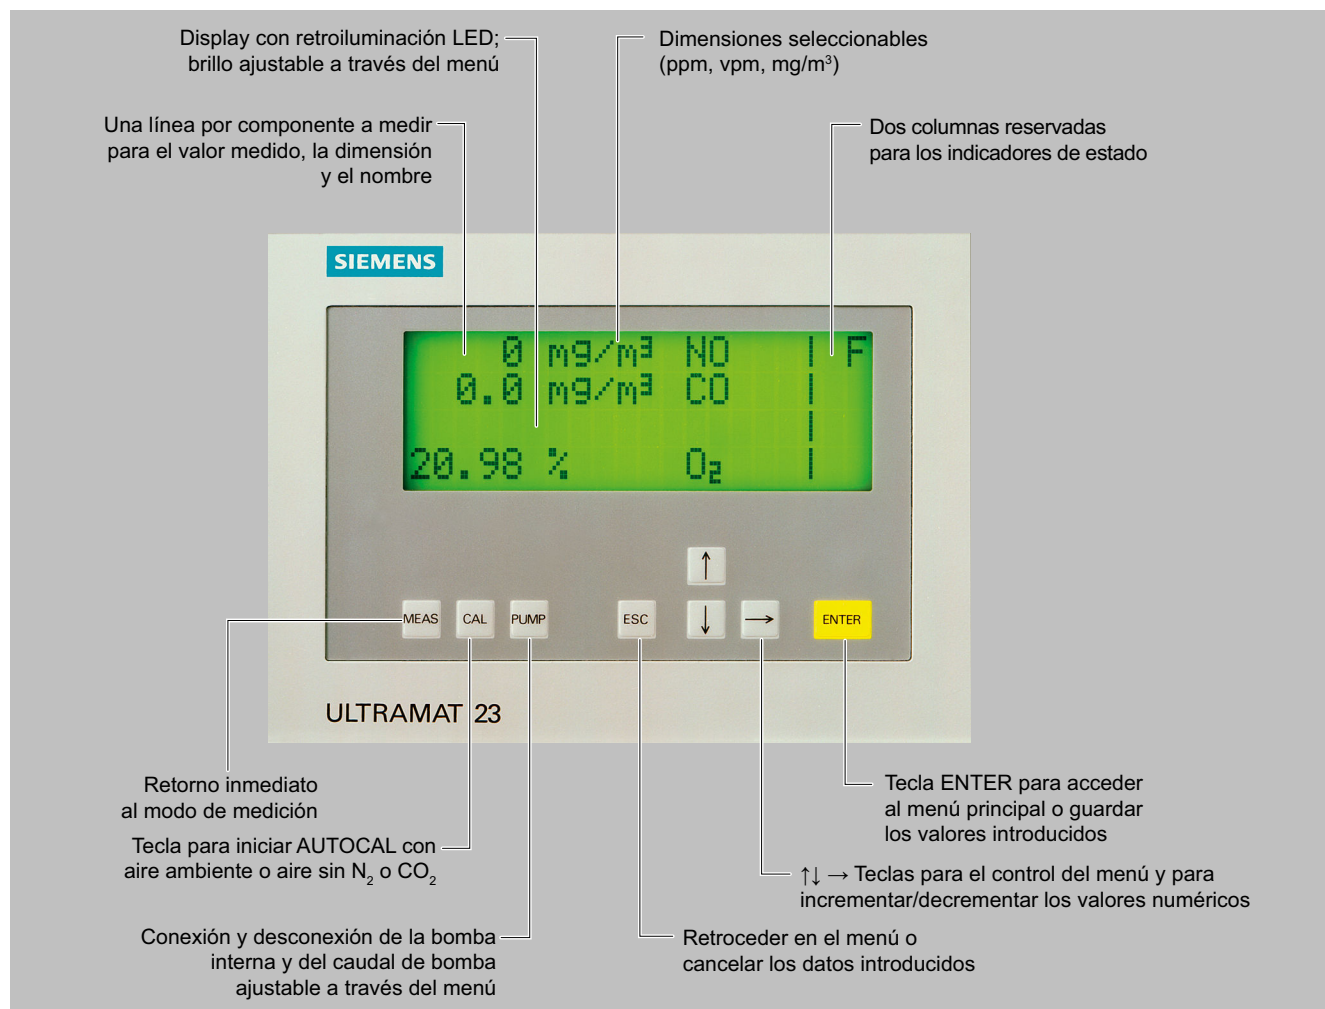 Display con retroiluminación LED;
brillo ajustable a través del menú
Dimensiones seleccionables
(ppm, vpm, mg/m³)
Una línea por componente a medir
para el valor medido, la dimensión
y el nombre
Dos columnas reservadas
para los indicadores de estado
SIEMENS
0 mg/m³ NO | F
0.0 mg/m³ CO |
|
20.98 % O₂ |
↑
MEAS CAL PUMP ESC ↓ → ENTER
ULTRAMAT 23
Retorno inmediato
al modo de medición
Tecla ENTER para acceder
al menú principal o guardar
los valores introducidos
Tecla para iniciar AUTOCAL con
aire ambiente o aire sin N₂ o CO₂
↑↓ → Teclas para el control del menú y para
incrementar/decrementar los valores numéricos
Conexión y desconexión de la bomba
interna y del caudal de bomba
ajustable a través del menú
Retroceder en el menú o
cancelar los datos introducidos